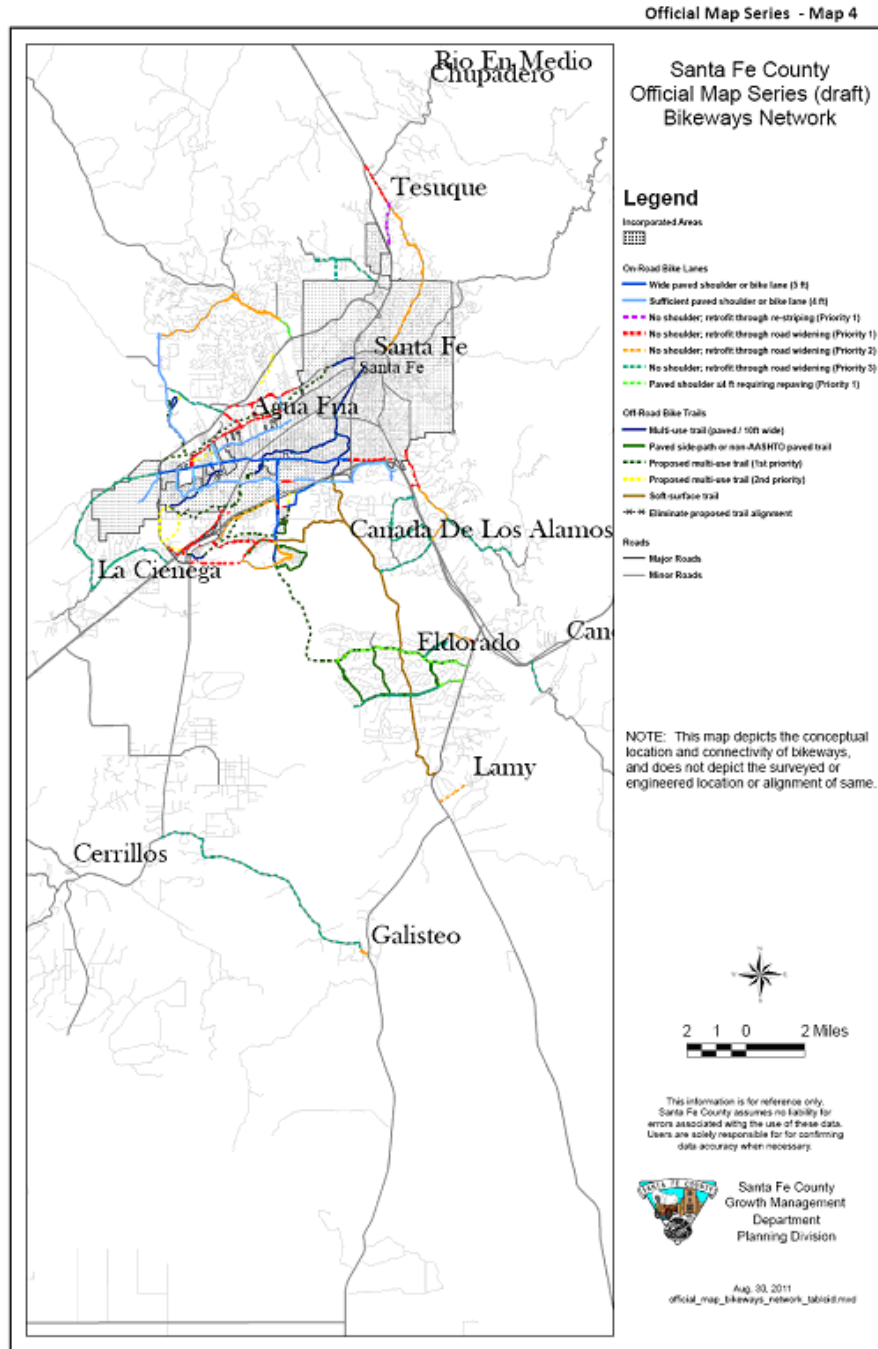 Official Map Series - Map 4
Santa Fe County
Official Map Series (draft)
Bikeways Network
Legend
Incorporated Areas
On-Road Bike Lanes
Wide paved shoulder or bike lane (5 ft)
Sufficient paved shoulder or bike lane (4 ft)
No shoulder; retrofit through re-striping (Priority 1)
No shoulder; retrofit through road widening (Priority 1)
No shoulder; retrofit through road widening (Priority 2)
No shoulder; retrofit through road widening (Priority 3)
Paved shoulder ≤4 ft requiring repaving (Priority 1)
Off-Road Bike Trails
Multi-use trail (paved / 10ft wide)
Paved side-path or non-AASHTO paved trail
Proposed multi-use trail (1st priority)
Proposed multi-use trail (2nd priority)
Soft-surface trail
Eliminate proposed trail alignment
Roads
Major Roads
Minor Roads
Rio En Medio
Chupadero
Tesuque
Santa Fe
Santa Fe
Agua Fria
Canada De Los Alamos
La Cienega
Eldorado
Cano
Lamy
Cerrillos
Galisteo
NOTE: This map depicts the conceptual
location and connectivity of bikeways,
and does not depict the surveyed or
engineered location or alignment of same.
N
W
E
S
2 1 0 2 Miles
This information is for reference only.
Santa Fe County assumes no liability for
errors associated withg the use of these data.
Users are solely responsible for for confirming
data accuracy when necessary.
SANTA FE COUNTY
Santa Fe County
Growth Management
Department
Planning Division
Aug. 30, 2011
official_map_bikeways_network_tabloid.mxd